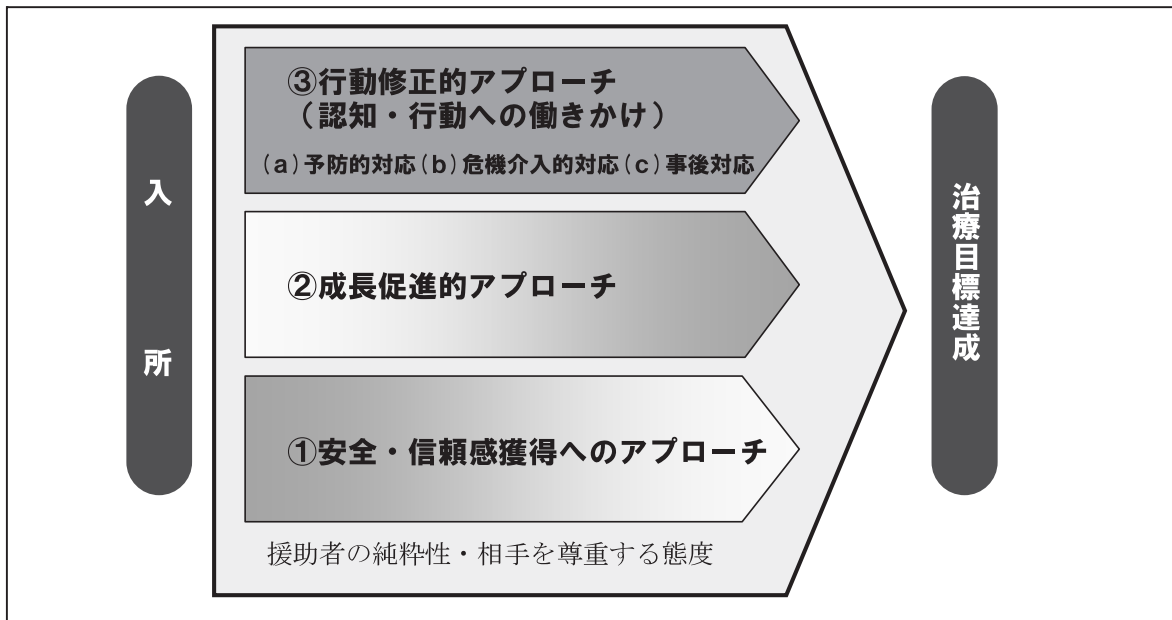 入所
③行動修正的アプローチ
（認知・行動への働きかけ）
（a）予防的対応（b）危機介入的対応（c）事後対応
②成長促進的アプローチ
①安全・信頼感獲得へのアプローチ
援助者の純粋性・相手を尊重する態度
治療目標達成